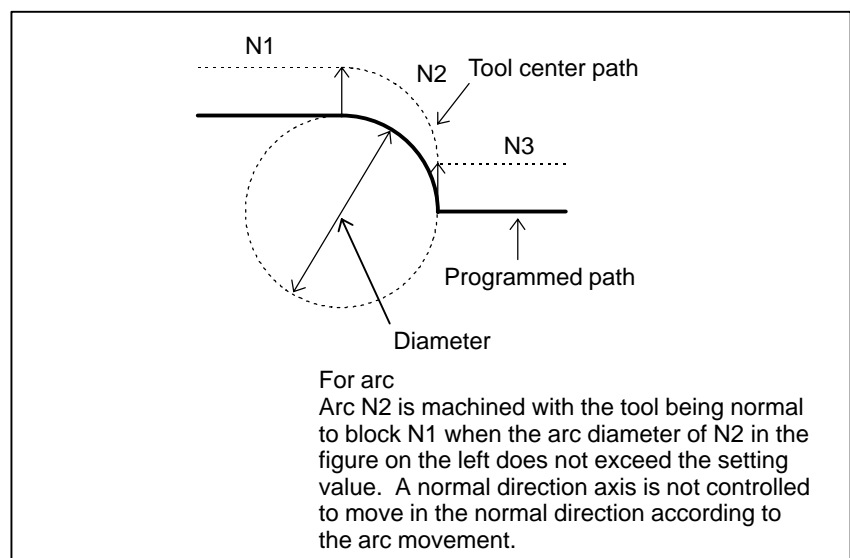 N1
N2
Tool center path
N3
Programmed path
Diameter
For arc
Arc N2 is machined with the tool being normal
to block N1 when the arc diameter of N2 in the
figure on the left does not exceed the setting
value.  A normal direction axis is not controlled
to move in the normal direction according to
the arc movement.